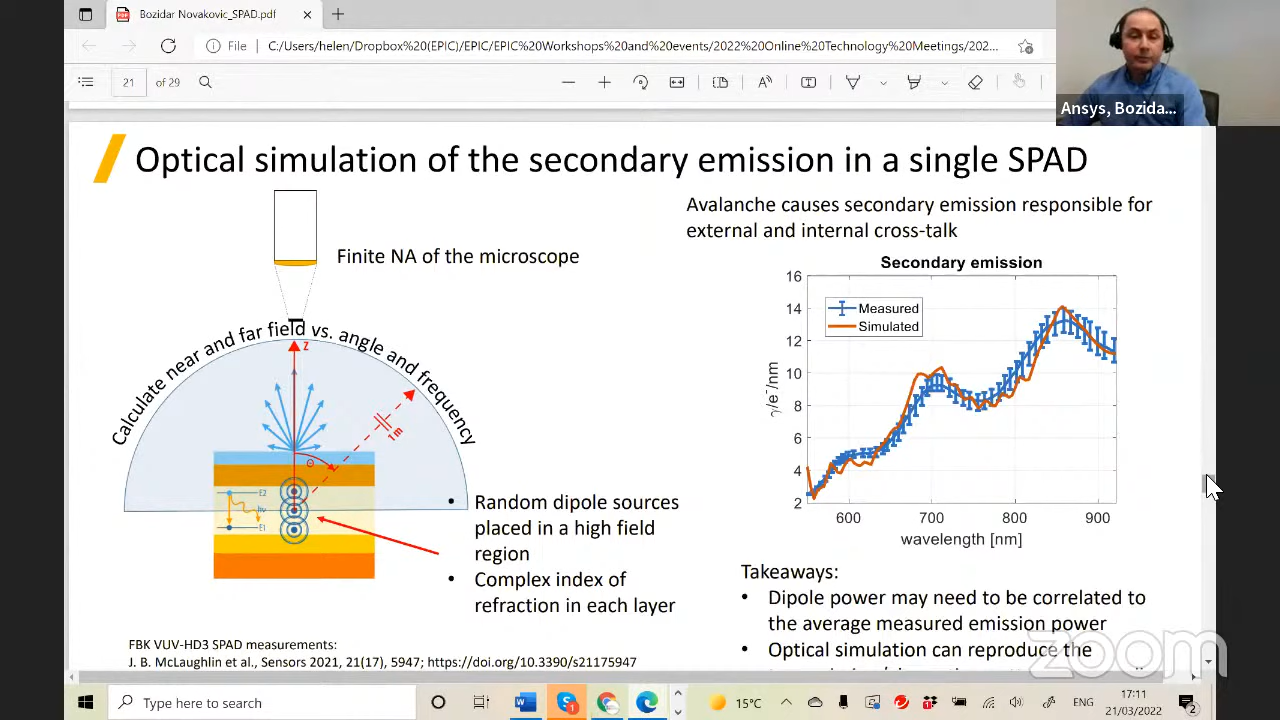 Bozidar Novakovic_SPAD.pdf
File
C:/Users/helen/Dropbox%20(EPIC)/EPIC/EPIC%20Workshops%20and%20events/2022%20Online%20Technology%20Meetings/202...
21
of 29
Ansys, Bozida...
Optical simulation of the secondary emission in a single SPAD
Finite NA of the microscope
Calculate near and far field vs. angle and frequency
z
1m
Θ
E2
hν
E1
• Random dipole sources
placed in a high field
region
• Complex index of
refraction in each layer
FBK VUV-HD3 SPAD measurements:
J. B. McLaughlin et al., Sensors 2021, 21(17), 5947; https://doi.org/10.3390/s21175947
Avalanche causes secondary emission responsible for
external and internal cross-talk
Secondary emission
Measured
Simulated
16
14
12
10
8
6
4
2
γ/e⁻/nm
600 700 800 900
wavelength [nm]
Takeaways:
• Dipole power may need to be correlated to
the average measured emission power
• Optical simulation can reproduce the
zoom
Type here to search
15°C
ENG
17:11
21/03/2022
2